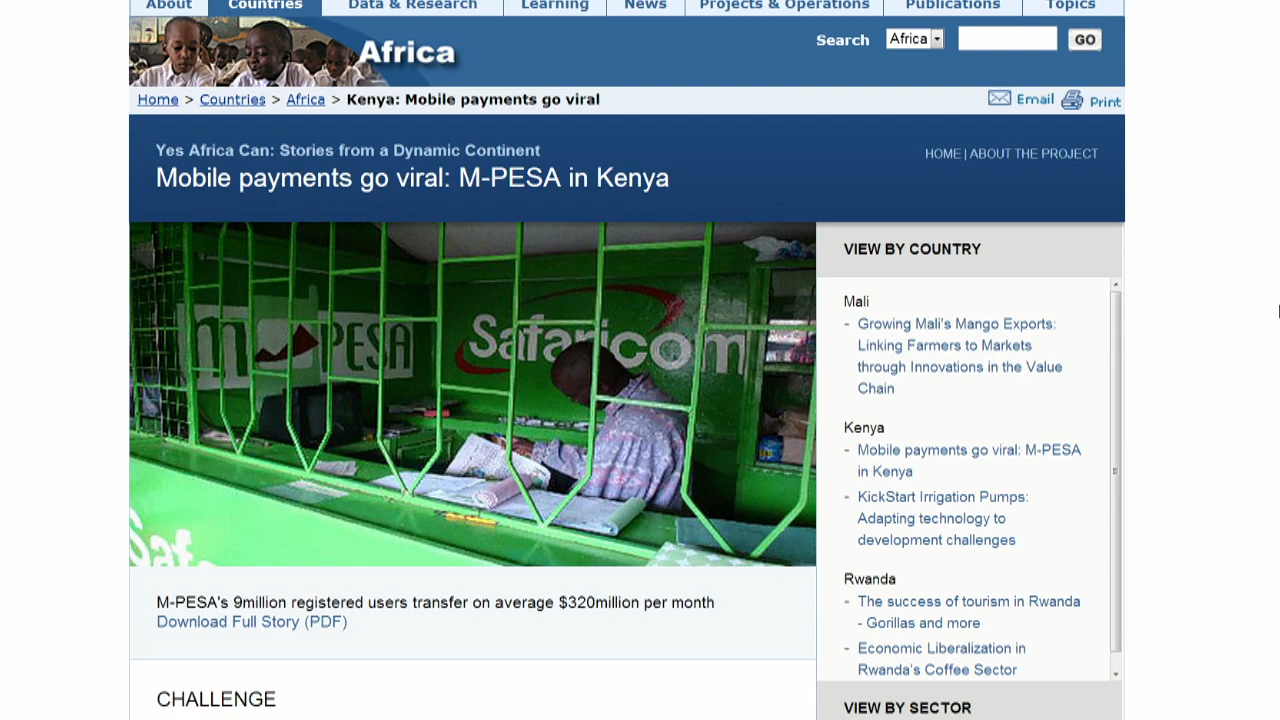 About Countries Data & Research Learning News Projects & Operations Publications Topics
Africa
Search Africa GO
Home > Countries > Africa > Kenya: Mobile payments go viral
Email Print
Yes Africa Can: Stories from a Dynamic Continent
HOME | ABOUT THE PROJECT
Mobile payments go viral: M-PESA in Kenya
m PESA
Safaricom
M-PESA's 9million registered users transfer on average $320million per month
Download Full Story (PDF)
CHALLENGE
VIEW BY COUNTRY
Mali
- Growing Mali's Mango Exports:
Linking Farmers to Markets
through Innovations in the Value
Chain
Kenya
- Mobile payments go viral: M-PESA
in Kenya
- KickStart Irrigation Pumps:
Adapting technology to
development challenges
Rwanda
- The success of tourism in Rwanda
- Gorillas and more
- Economic Liberalization in
Rwanda's Coffee Sector
VIEW BY SECTOR